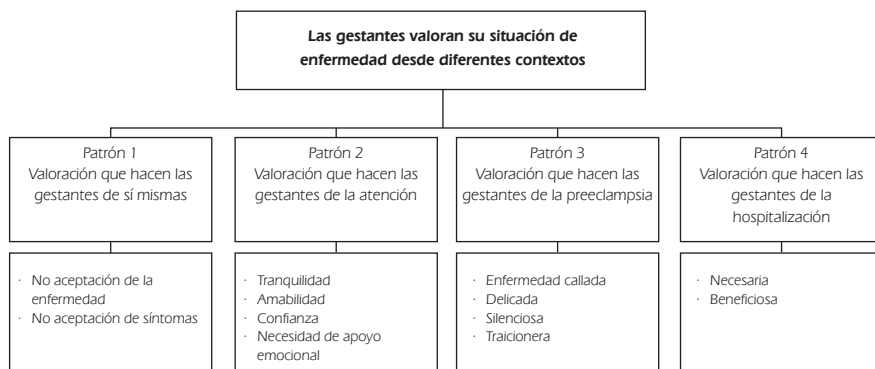 Las gestantes valoran su situación de
enfermedad desde diferentes contextos
Patrón 1
Valoración que hacen las
gestantes de sí mismas
Patrón 2
Valoración que hacen las
gestantes de la atención
Patrón 3
Valoración que hacen las
gestantes de la preeclampsia
Patrón 4
Valoración que hacen las
gestantes de la
hospitalización
· No aceptación de la
enfermedad
· No aceptación de síntomas
· Tranquilidad
· Amabilidad
· Confianza
· Necesidad de apoyo
emocional
· Enfermedad callada
· Delicada
· Silenciosa
· Traicionera
· Necesaria
· Beneficiosa